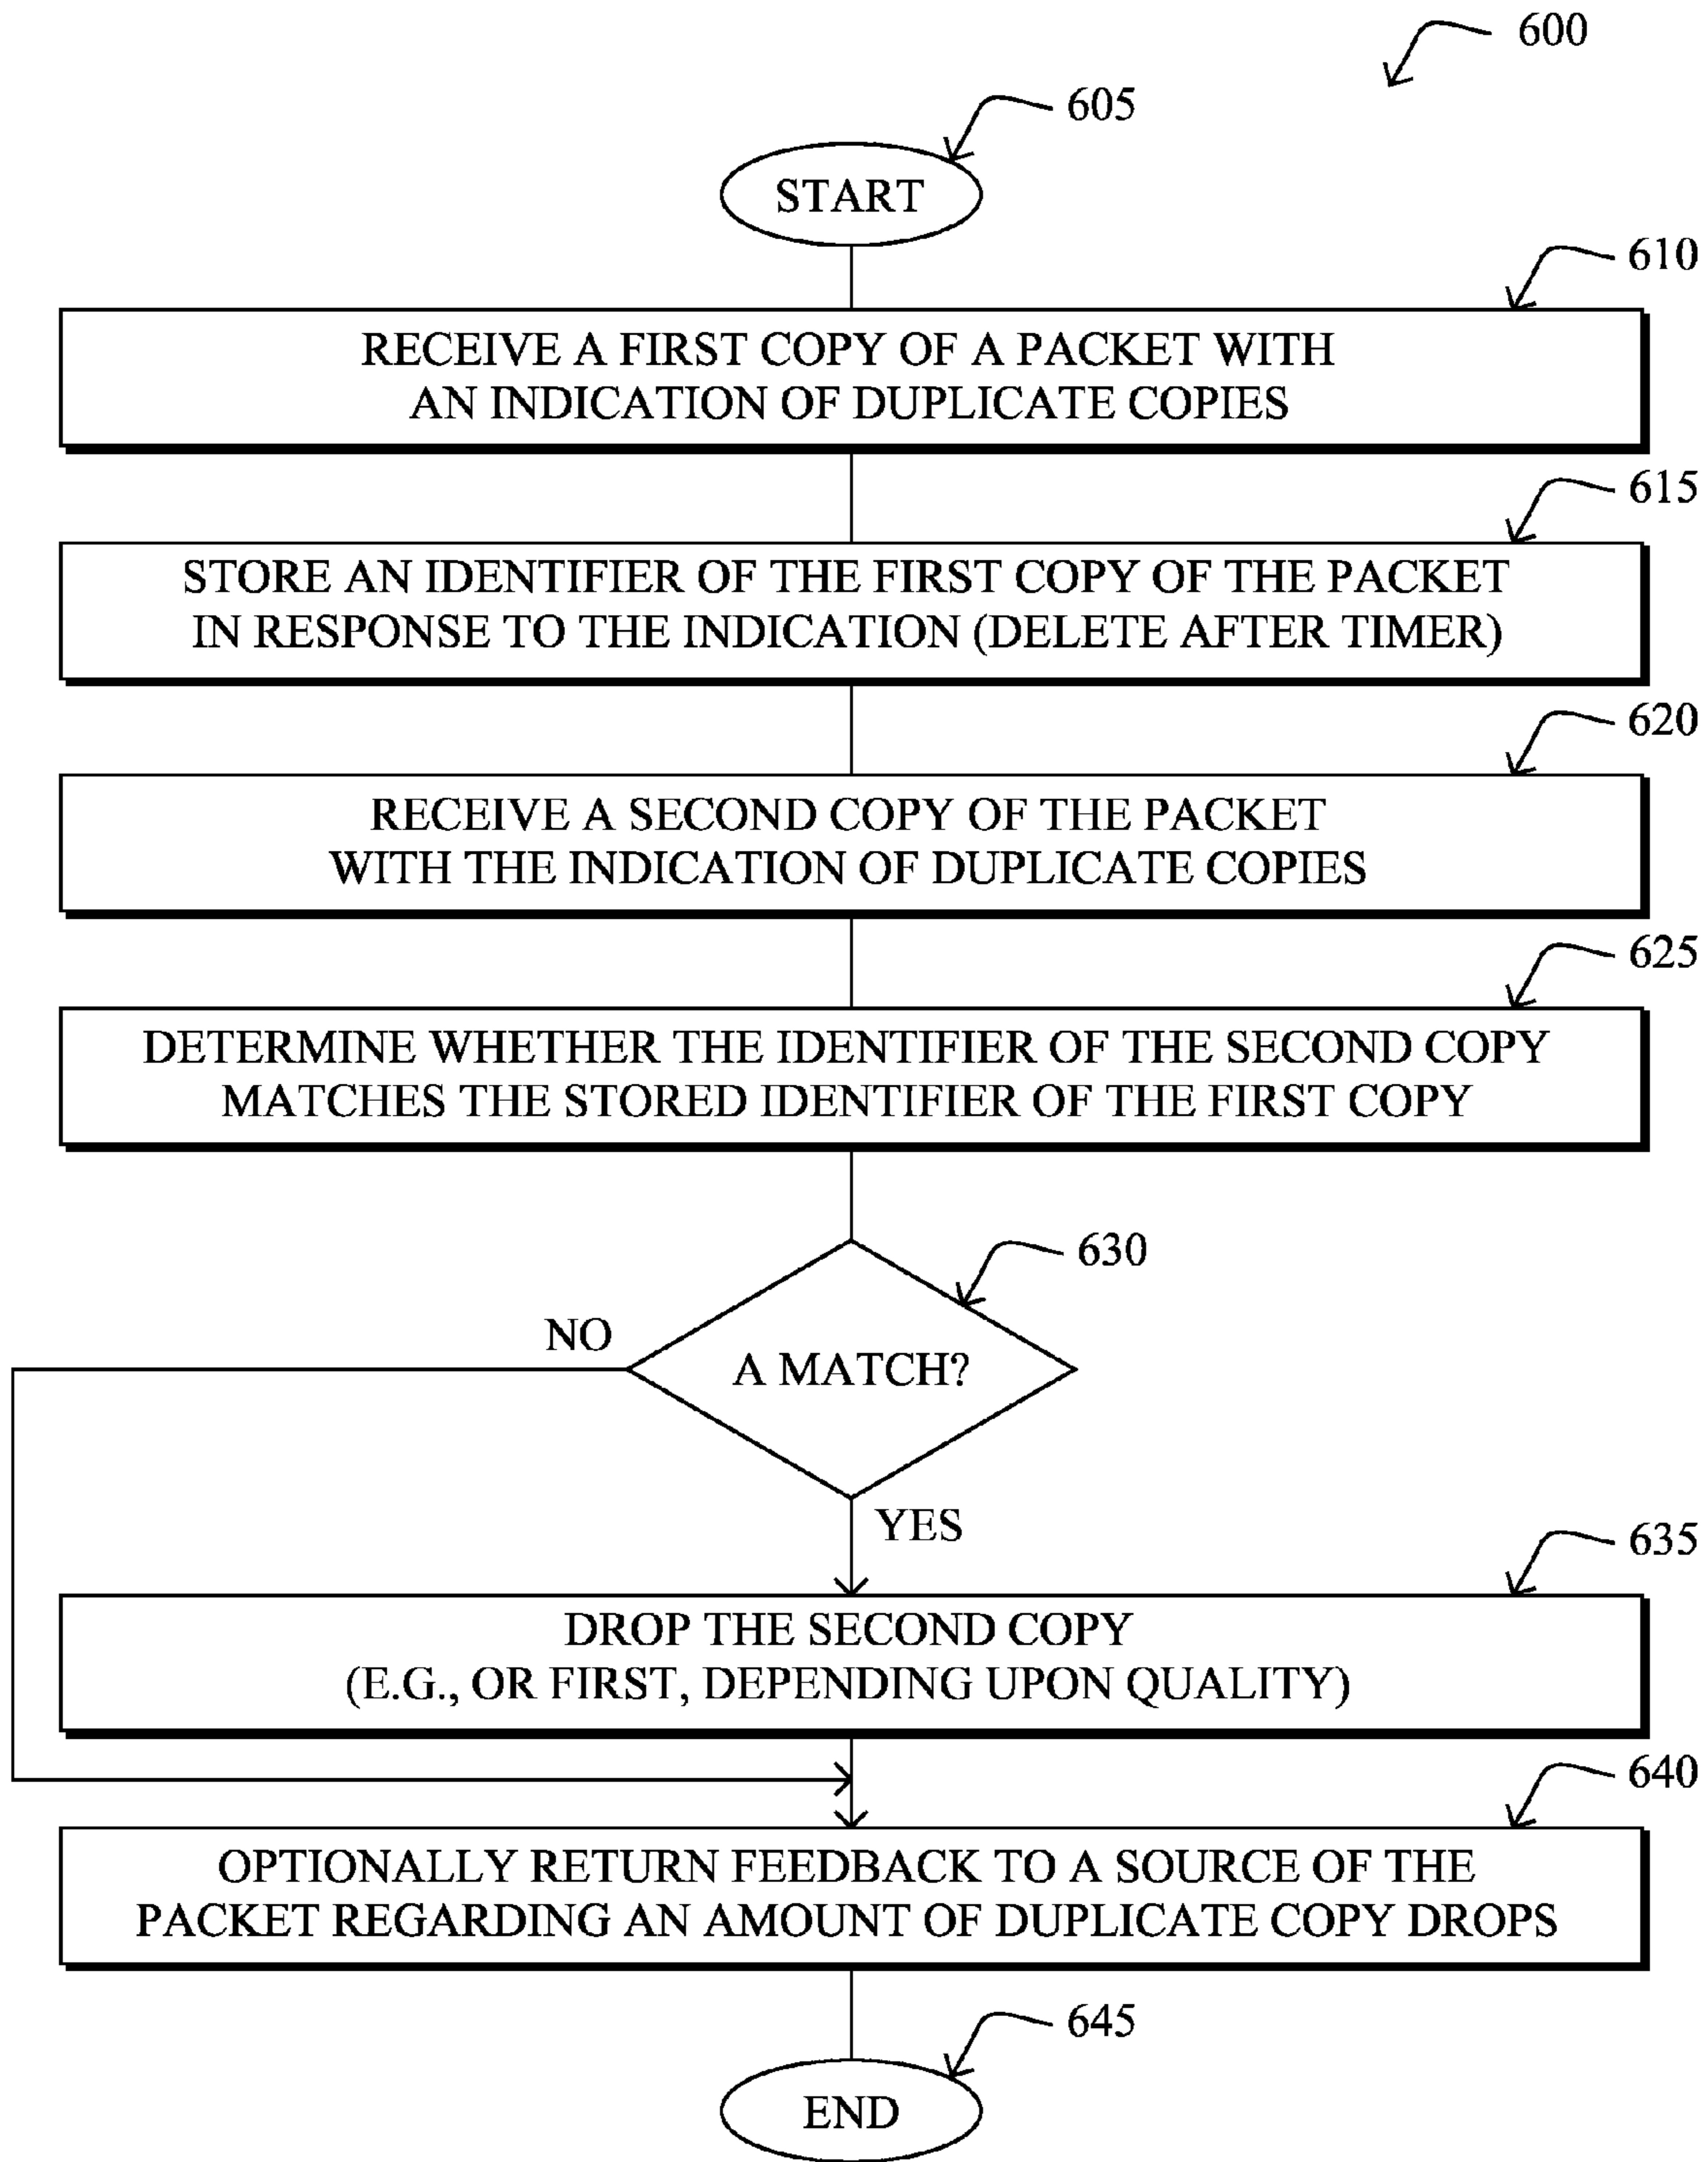 600
605
START
610
RECEIVE A FIRST COPY OF A PACKET WITH
AN INDICATION OF DUPLICATE COPIES
615
STORE AN IDENTIFIER OF THE FIRST COPY OF THE PACKET
IN RESPONSE TO THE INDICATION (DELETE AFTER TIMER)
620
RECEIVE A SECOND COPY OF THE PACKET
WITH THE INDICATION OF DUPLICATE COPIES
625
DETERMINE WHETHER THE IDENTIFIER OF THE SECOND COPY
MATCHES THE STORED IDENTIFIER OF THE FIRST COPY
630
NO
A MATCH?
YES
635
DROP THE SECOND COPY
(E.G., OR FIRST, DEPENDING UPON QUALITY)
640
OPTIONALLY RETURN FEEDBACK TO A SOURCE OF THE
PACKET REGARDING AN AMOUNT OF DUPLICATE COPY DROPS
645
END